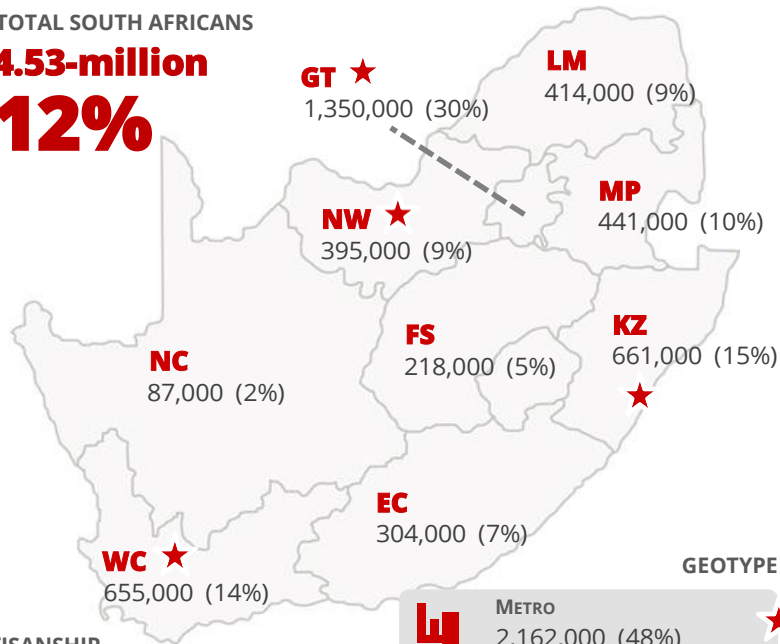 TOTAL SOUTH AFRICANS
4.53-million
12%
GT
1,350,000 (30%)
LM
414,000 (9%)
MP
441,000 (10%)
NW
395,000 (9%)
FS
218,000 (5%)
KZ
661,000 (15%)
NC
87,000 (2%)
EC
304,000 (7%)
WC
655,000 (14%)
GEOTYPE
METRO
2,162,000 (48%)